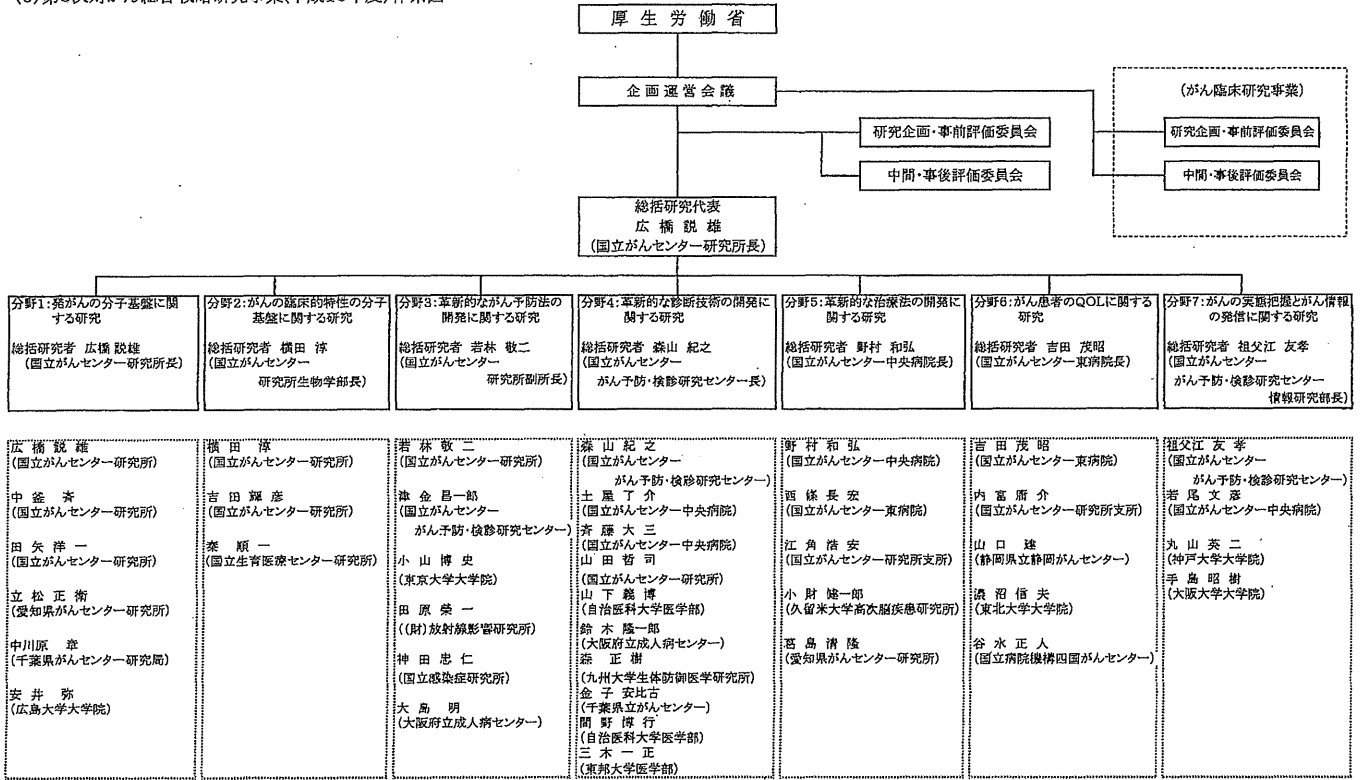 厚生労働省
企画運営会議
(がん臨床研究事業)
研究企画・事前評価委員会
研究企画・事前評価委員会
中間・事後評価委員会
中間・事後評価委員会
総括研究代表
広橋説雄
(国立がんセンター研究所長)
分野1:発がんの分子基盤に関
する研究
総括研究者 広橋説雄
(国立がんセンター研究所長)
分野2:がんの臨床的特性の分子
基盤に関する研究
総括研究者 横田 淳
(国立がんセンター
研究所生物学部長)
分野3:革新的ながん予防法の
開発に関する研究
総括研究者 若林 敬二
(国立がんセンター
研究所副所長)
分野4:革新的な診断技術の開発に
関する研究
総括研究者 森山 紀之
(国立がんセンター
がん予防・検診研究センター長)
分野5:革新的な治療法の開発に
関する研究
総括研究者 野村 和弘
(国立がんセンター中央病院長)
分野6:がん患者のQOLに関する
研究
総括研究者 吉田 茂昭
(国立がんセンター東病院長)
分野7:がんの実態把握とがん情報
の発信に関する研究
総括研究者 祖父江 友孝
(国立がんセンター
がん予防・検診研究センター
情報研究部長)
広橋説雄
(国立がんセンター研究所)
中釜 斉
(国立がんセンター研究所)
田矢洋一
(国立がんセンター研究所)
立松正衛
(愛知県がんセンター研究所)
中川原 章
(千葉県がんセンター研究局)
安井 弥
(広島大学大学院)
横田 淳
(国立がんセンター研究所)
吉田輝彦
(国立がんセンター研究所)
秦 順一
(国立生育医療センター研究所)
若林敬二
(国立がんセンター研究所)
津金昌一郎
(国立がんセンター
がん予防・検診研究センター)
小山博史
(東京大学大学院)
田原榮一
((財)放射線影響研究所)
神田忠仁
(国立感染症研究所)
大島 明
(大阪府立成人病センター)
森山紀之
(国立がんセンター
がん予防・検診研究センター)
土屋了介
(国立がんセンター中央病院)
斉藤大三
(国立がんセンター中央病院)
山田哲司
(国立がんセンター研究所)
山下義博
(自治医科大学医学部)
鈴木隆一郎
(大阪府立成人病センター)
森 正樹
(九州大学生体防御医学研究所)
金子安比古
(千葉県立がんセンター)
間野博行
(自治医科大学医学部)
三木一正
(東邦大学医学部)
野村和弘
(国立がんセンター中央病院)
西條長宏
(国立がんセンター東病院)
江角浩安
(国立がんセンター研究所支所)
小財健一郎
(久留米大学高次脳疾患研究所)
葛島清隆
(愛知県がんセンター研究所)
吉田茂昭
(国立がんセンター東病院)
内富庸介
(国立がんセンター研究所支所)
山口 建
(静岡県立静岡がんセンター)
濃沼信夫
(東北大学大学院)
谷水正人
(国立病院機構四国がんセンター)
祖父江友孝
(国立がんセンター
がん予防・検診研究センター)
若尾文彦
(国立がんセンター中央病院)
丸山英二
(神戸大学大学院)
手島昭樹
(大阪大学大学院)